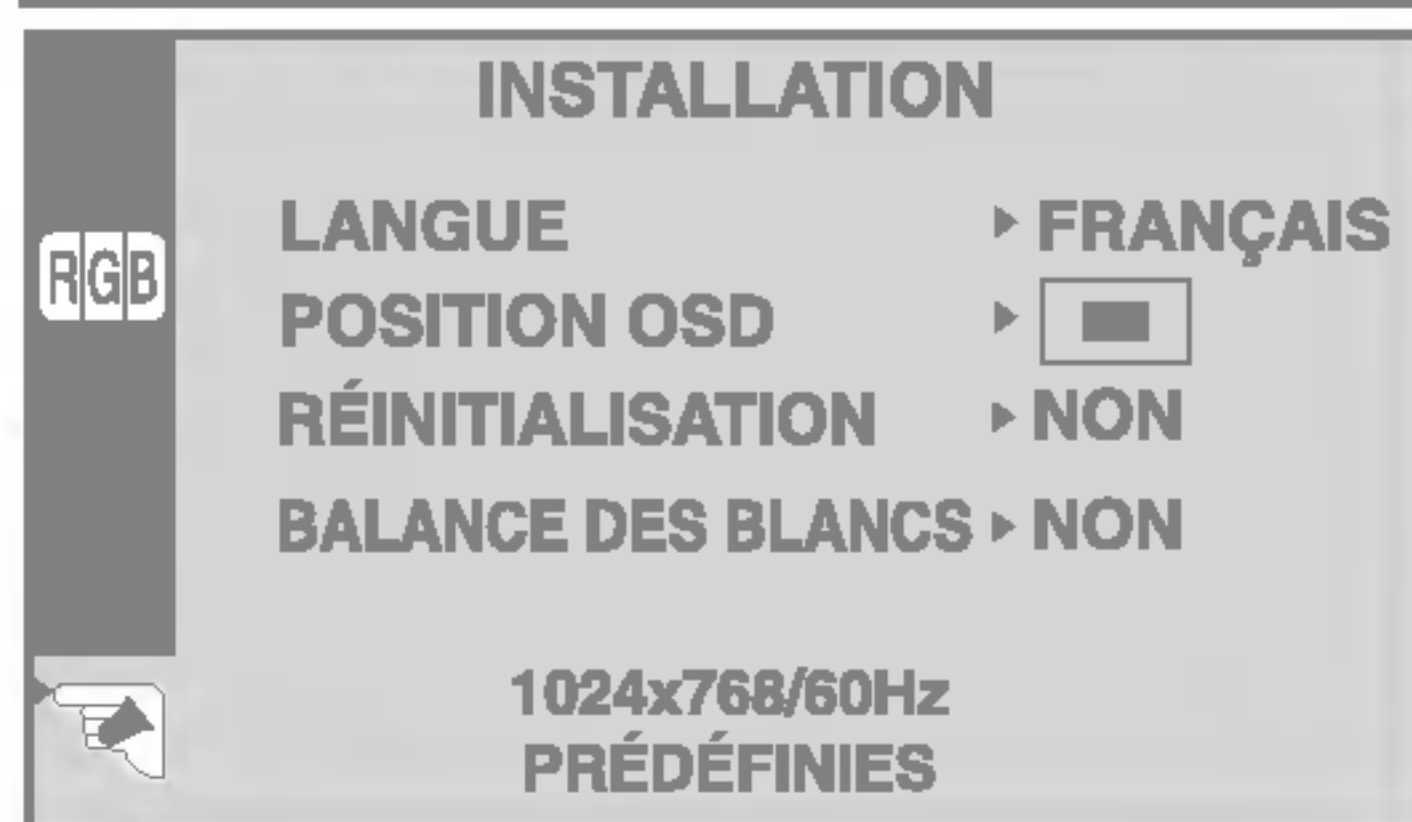 INSTALLATION
LANGUE FRANÇAIS
RGB
POSITION OSD
RÉINITIALISATION NON
BALANCE DES BLANCS NON
1024x768/60Hz
PRÉDÉFINIES